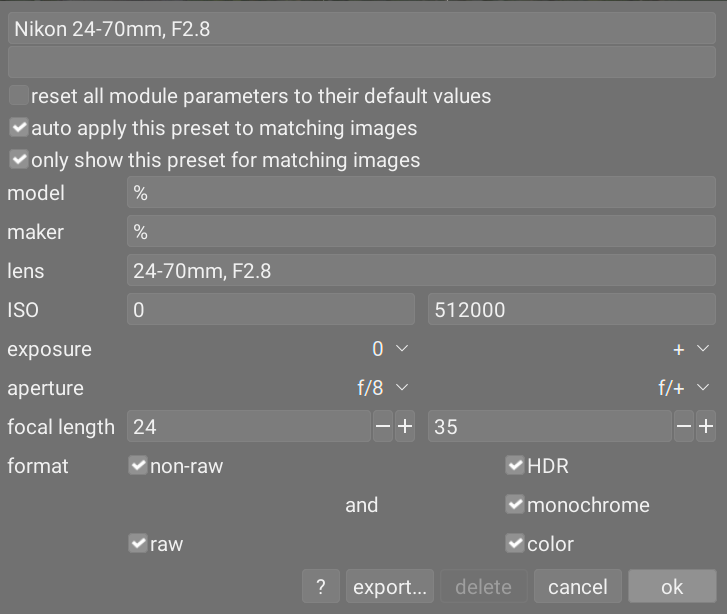 Nikon 24-70mm, F2.8
reset all module parameters to their default values
auto apply this preset to matching images
only show this preset for matching images
model %
maker %
lens 24-70mm, F2.8
ISO 0 512000
exposure 0 +
aperture f/8 f/+
focal length 24 − + 35 − +
format non-raw HDR
and monochrome
raw color
? export... delete cancel ok